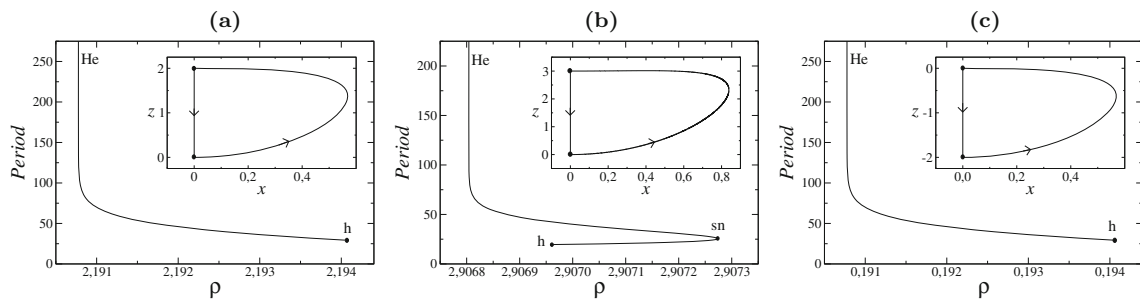 (a)
Period
250
200
150
100
50
0
He
2
z
1
0
0
0,2
0,4
x
h
2,191
2,192
2,193
2,194
ρ
(b)
Period
200
150
100
50
0
He
3
2
z
1
0
0
0,2
0,4
0,6
0,8
x
sn
h
2,9068
2,9069
2,9070
2,9071
2,9072
2,9073
ρ
(c)
Period
250
200
150
100
50
0
He
0
z
-1
-2
0,0
0,2
0,4
x
h
0,191
0,192
0,193
0,194
ρ